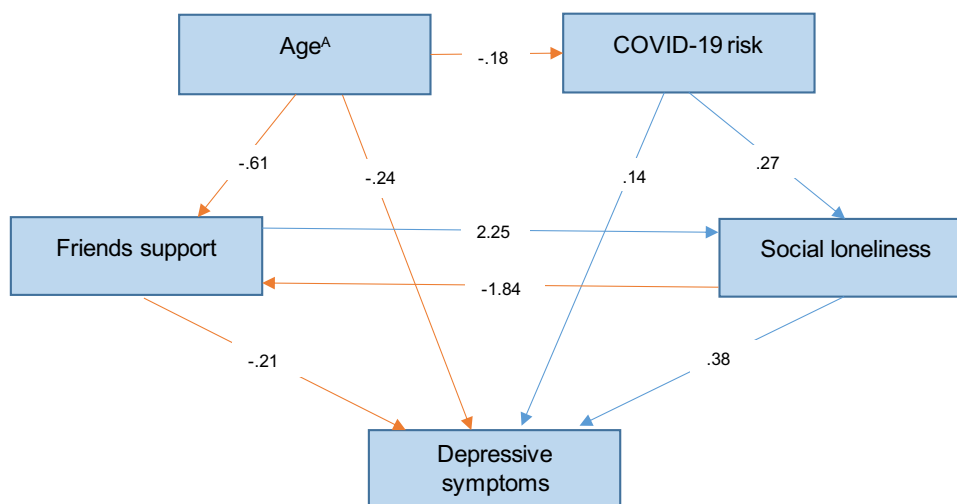 Ageᴬ
COVID-19 risk
-.18
-.61
-.24
.14
.27
Friends support
2.25
Social loneliness
-1.84
-.21
.38
Depressive
symptoms